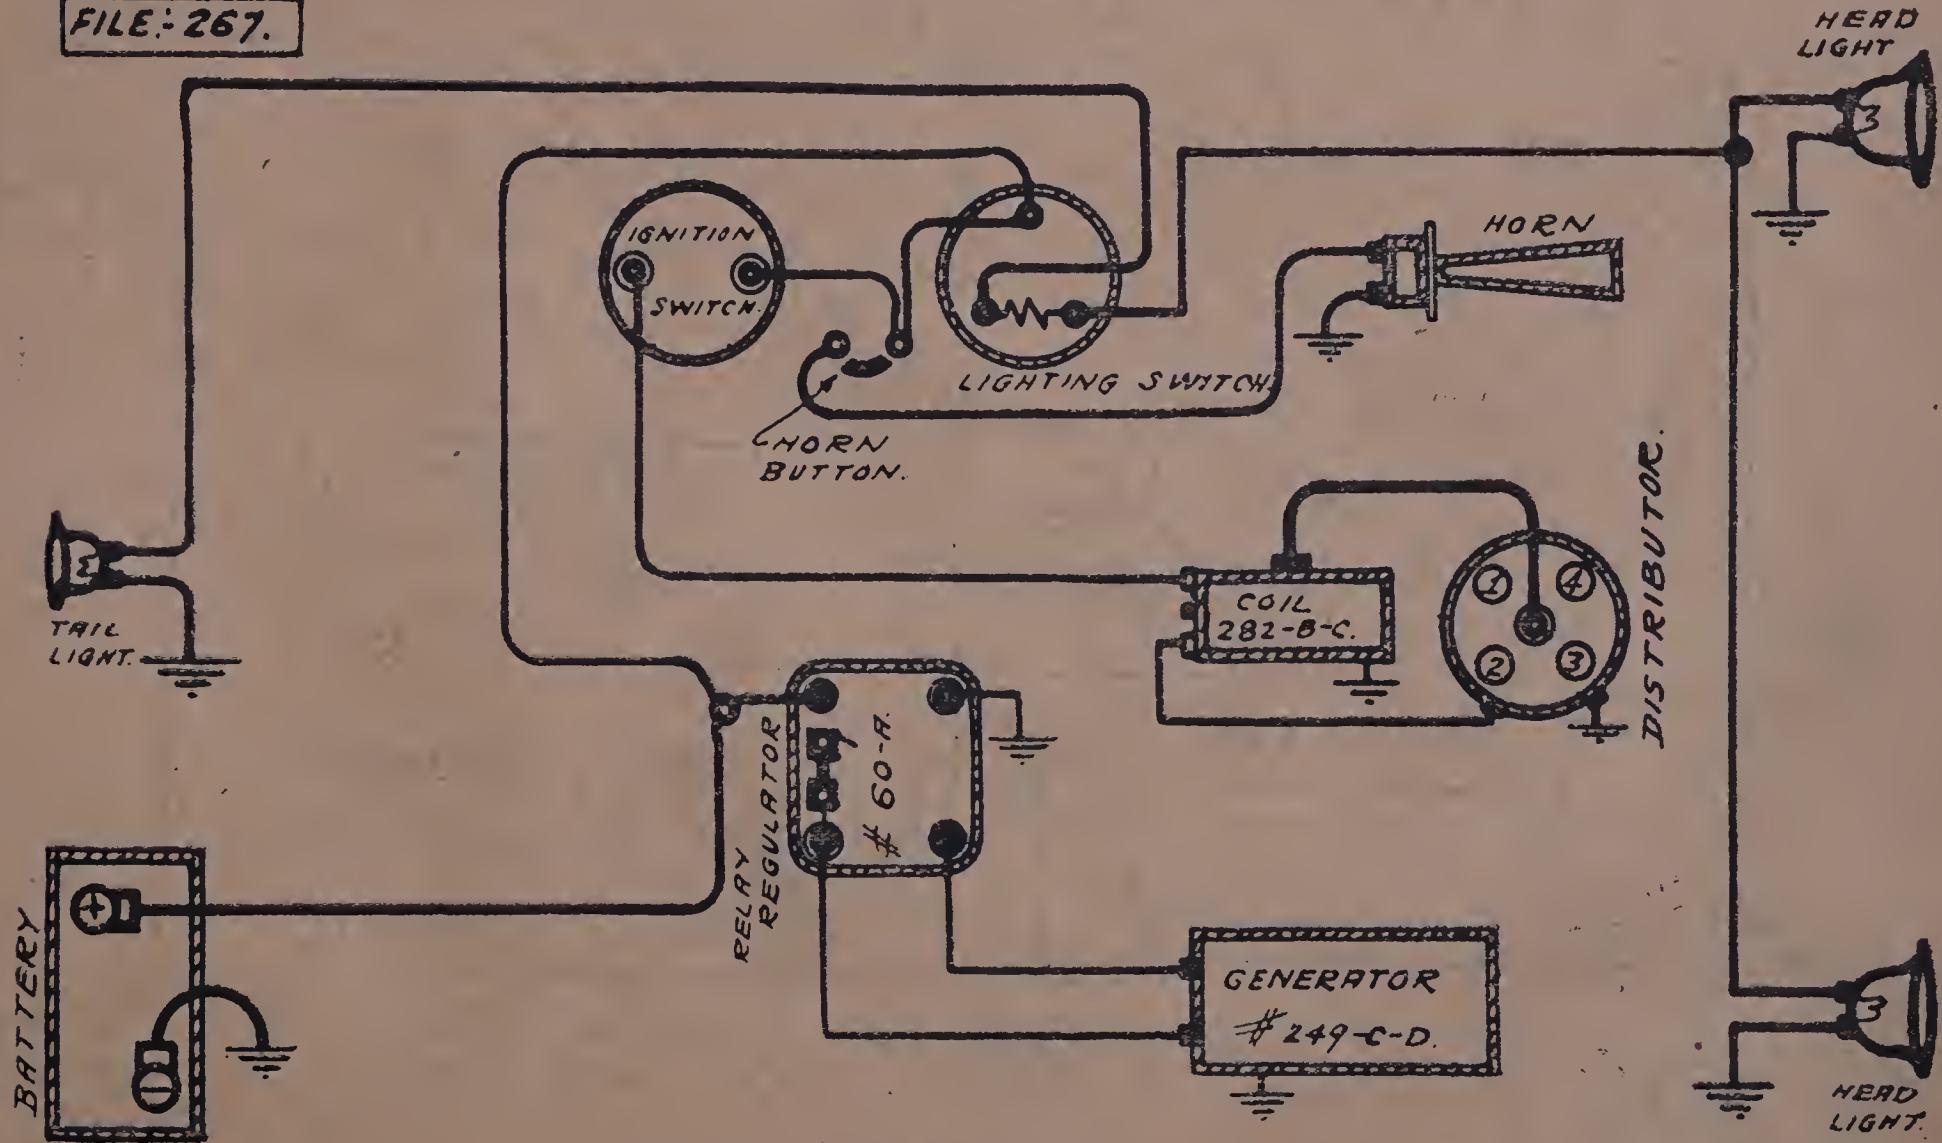 FILE:- 267.
HEAD
LIGHT
IGNITION
SWITCH.
HORN
LIGHTING SWITCH.
HORN
BUTTON.
TAIL
LIGHT.
COIL
282-B-C.
1
4
2
3
DISTRIBUTOR.
RELAY
REGULATOR
# 60-A.
BATTERY
+
−
GENERATOR
# 249-C-D.
HEAD
LIGHT.